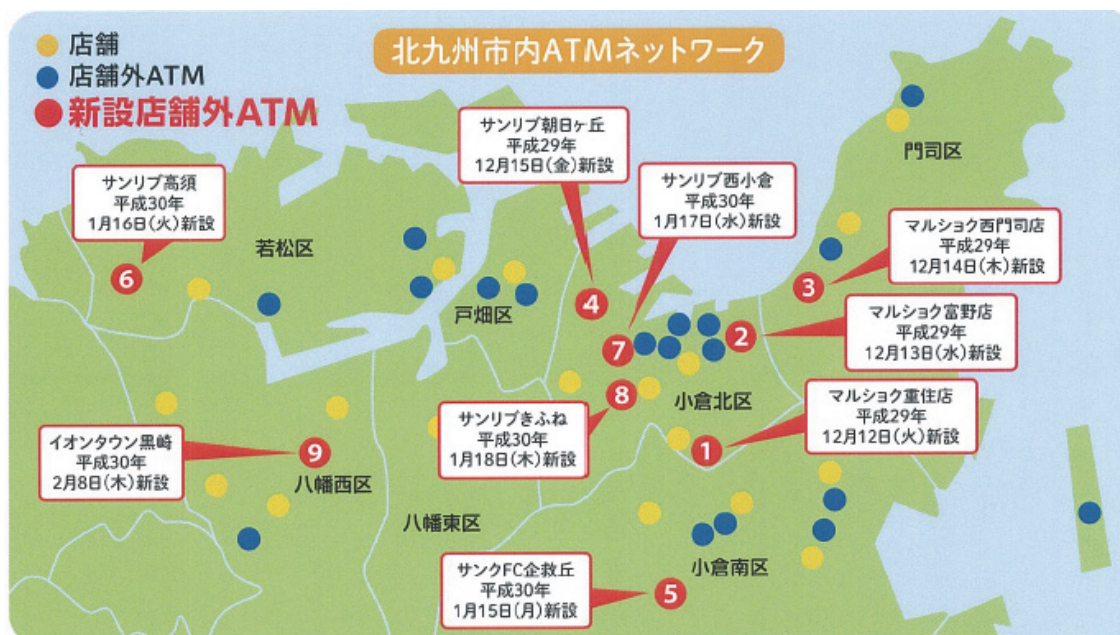 北九州市内ATMネットワーク
店舗
店舗外ATM
新設店舗外ATM
サンリブ朝日ヶ丘
平成29年
12月15日(金)新設
サンリブ西小倉
平成30年
1月17日(水)新設
サンリブ高須
平成30年
1月16日(火)新設
門司区
マルショク西門司店
平成29年
12月14日(木)新設
若松区
6
戸畑区
4
3
7
2
マルショク富野店
平成29年
12月13日(水)新設
8
小倉北区
マルショク重住店
平成29年
12月12日(火)新設
サンリブきふね
平成30年
1月18日(木)新設
1
イオンタウン黒崎
平成30年
2月8日(木)新設
9
八幡西区
八幡東区
小倉南区
サンクFC企救丘
平成30年
1月15日(月)新設
5